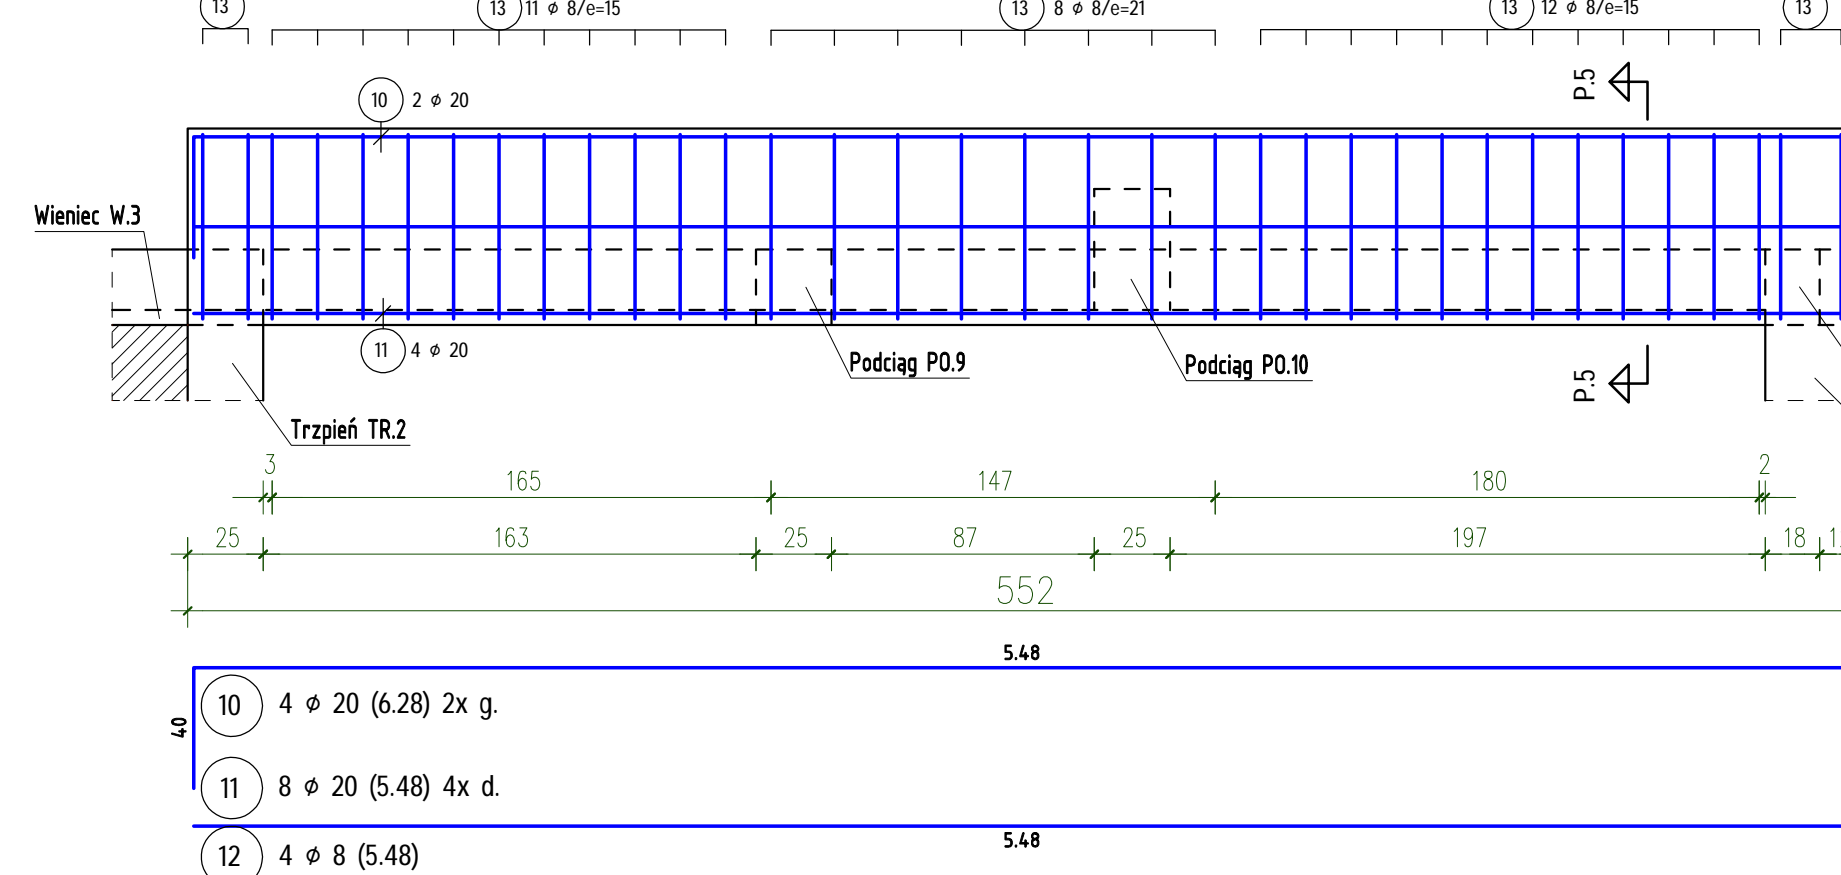 13 13 11 ϕ 8/e=15 13 8 ϕ 8/e=21 13 12 ϕ 8/e=15 13
P.5
10 2 ϕ 20
Wieniec W.3
11 4 ϕ 20
Podciąg PO.9
Podciąg PO.10
P.5
Trzpień TR.2
3 165 147 180 2
25 163 25 87 25 197 18
552
5.48
10 4 ϕ 20 (6.28) 2x g.
40
11 8 ϕ 20 (5.48) 4x d.
5.48
12 4 ϕ 8 (5.48)